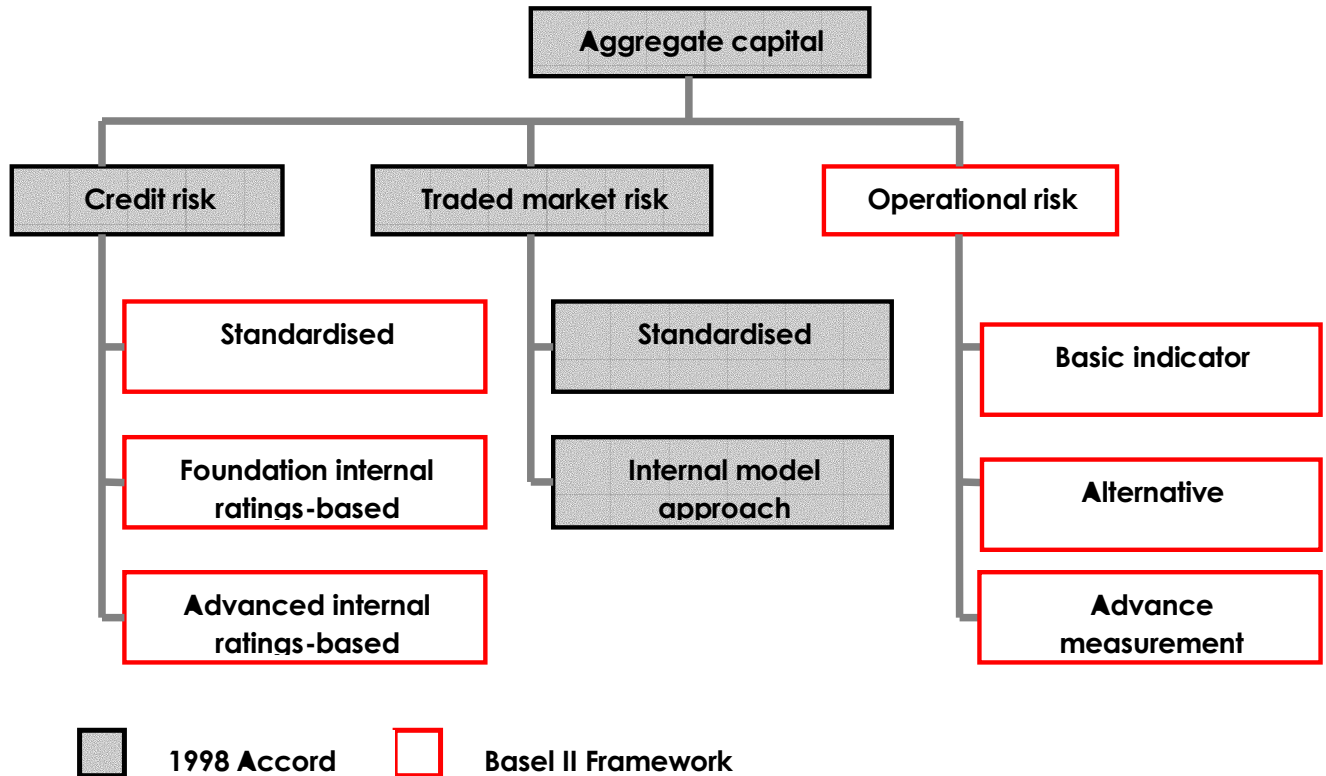 Aggregate capital
Credit risk
Traded market risk
Operational risk
Standardised
Foundation internal
ratings-based
Advanced internal
ratings-based
Standardised
Internal model
approach
Basic indicator
Alternative
Advance
measurement
1998 Accord
Basel II Framework